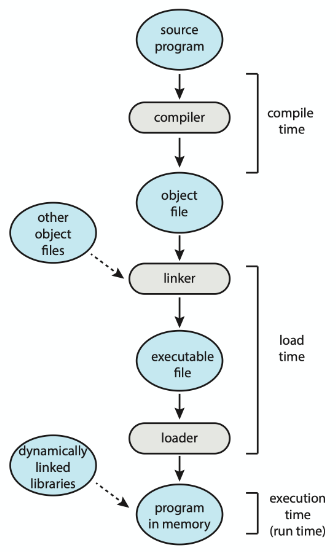 source
program
compiler
compile
time
object
file
other
object
files
linker
executable
file
load
time
loader
dynamically
linked
libraries
program
in memory
execution
time
(run time)